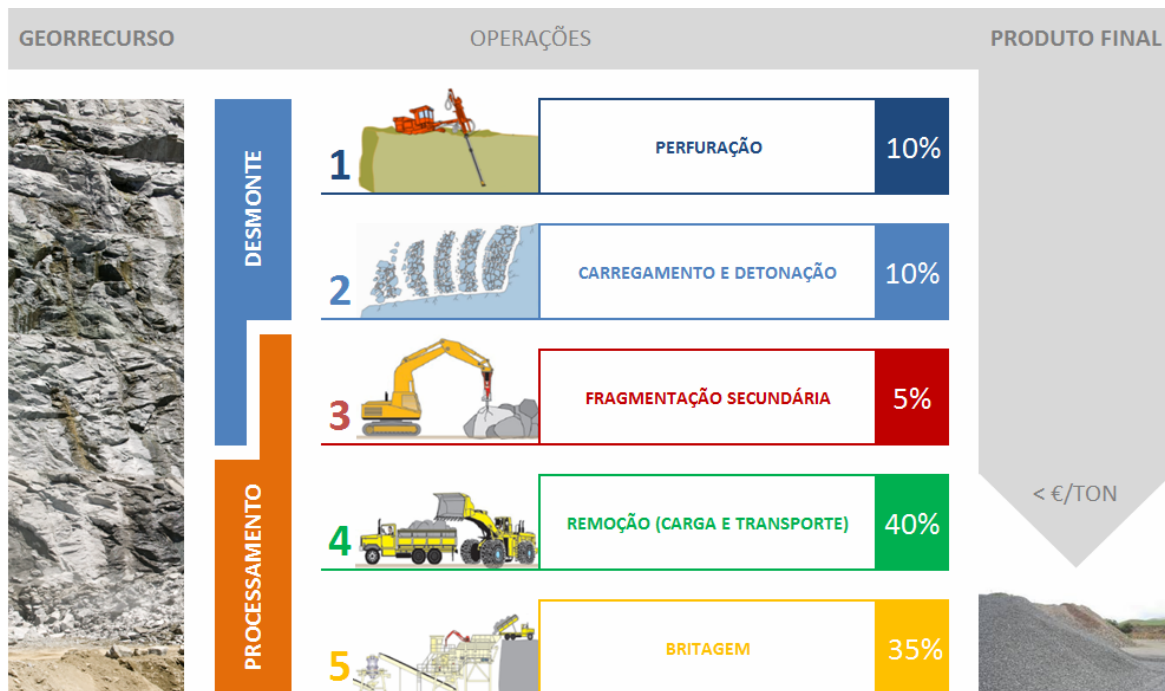 GEORRECURSO
OPERAÇÕES
PRODUTO FINAL
DESMONTE
1
PERFURAÇÃO
10%
2
CARREGAMENTO E DETONAÇÃO
10%
3
FRAGMENTAÇÃO SECUNDÁRIA
5%
PROCESSAMENTO
4
REMOÇÃO (CARGA E TRANSPORTE)
40%
5
BRITAGEM
35%
< €/TON